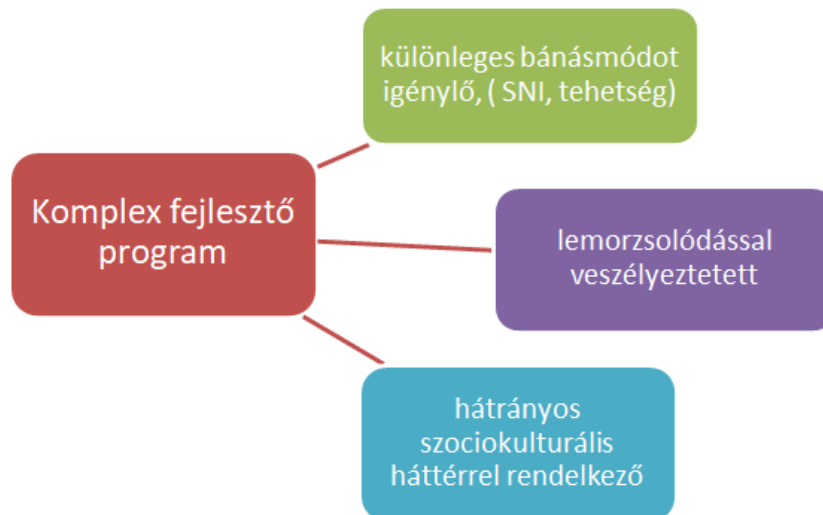 különleges bánásmódot
igénylő, ( SNI, tehetség)
Komplex fejlesztő
program
lemorzsolódással
veszélyeztetett
hátrányos
szociokulturális
háttérrel rendelkező